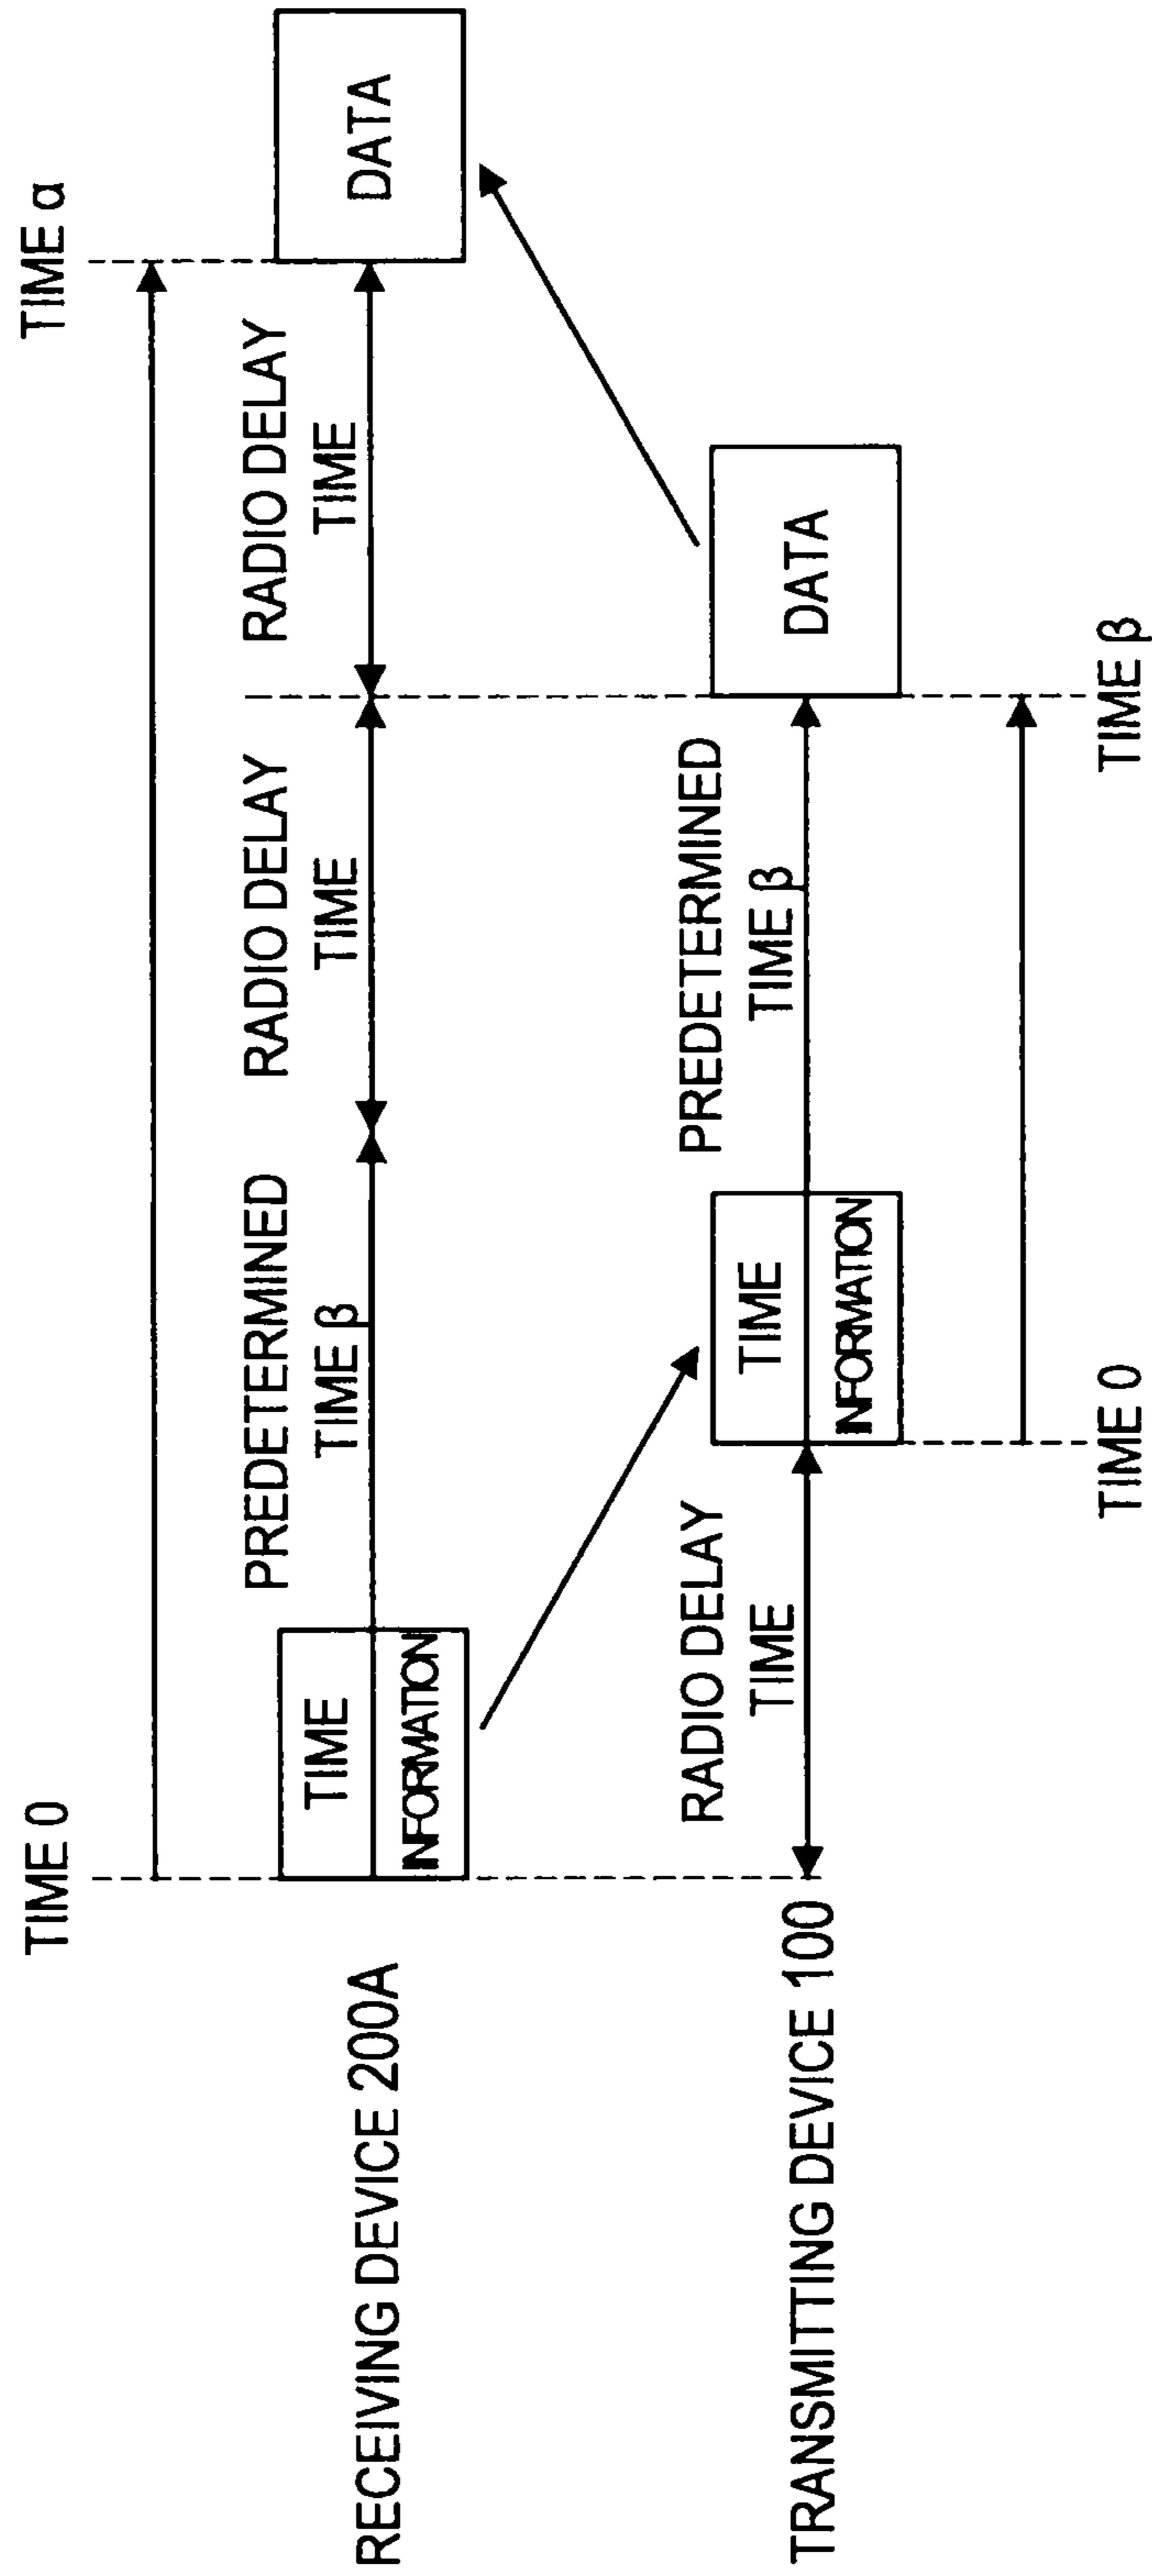 TIME 0
TIME α
RECEIVING DEVICE 200A
TIME
INFORMATION
PREDETERMINED
TIME β
RADIO DELAY
TIME
RADIO DELAY
TIME
DATA
TRANSMITTING DEVICE 100
RADIO DELAY
TIME
TIME
INFORMATION
PREDETERMINED
TIME β
DATA
TIME 0
TIME β